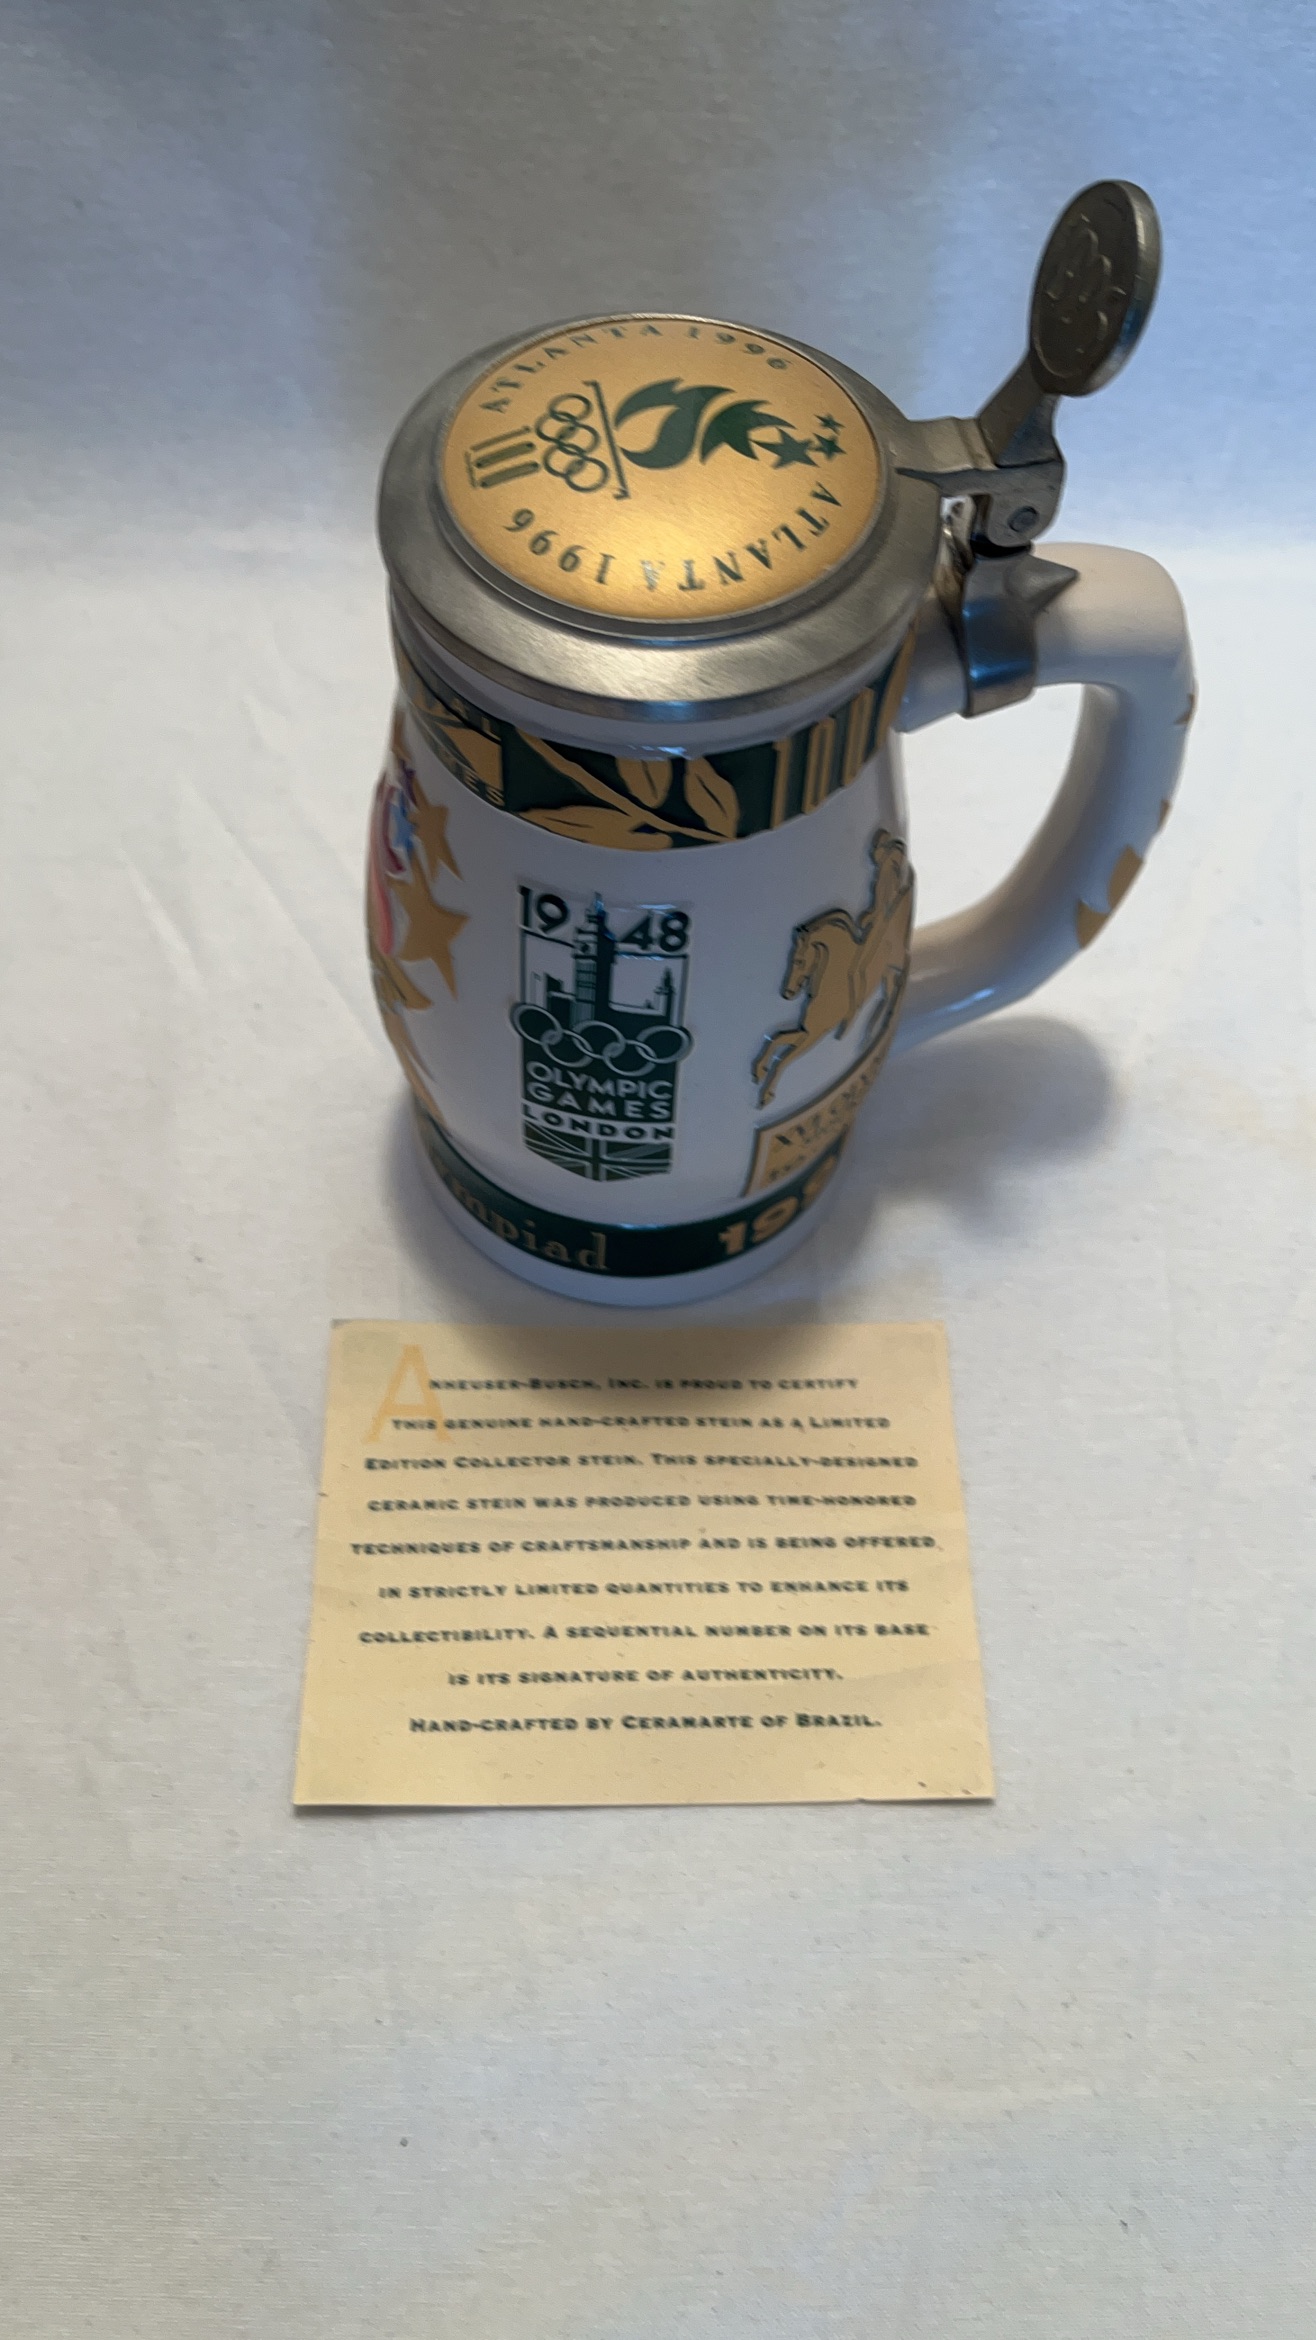 ATLANTA 1996
ATLANTA 1996
19 48
OLYMPIC
GAMES
LONDON
ANHEUSER-BUSCH, INC. IS PROUD TO CERTIFY
THIS GENUINE HAND-CRAFTED STEIN AS A LIMITED
EDITION COLLECTOR STEIN. THIS SPECIALLY-DESIGNED
CERAMIC STEIN WAS PRODUCED USING TIME-HONORED
TECHNIQUES OF CRAFTSMANSHIP AND IS BEING OFFERED
IN STRICTLY LIMITED QUANTITIES TO ENHANCE ITS
COLLECTIBILITY. A SEQUENTIAL NUMBER ON ITS BASE
IS ITS SIGNATURE OF AUTHENTICITY.
HAND-CRAFTED BY CERAMARTE OF BRAZIL.